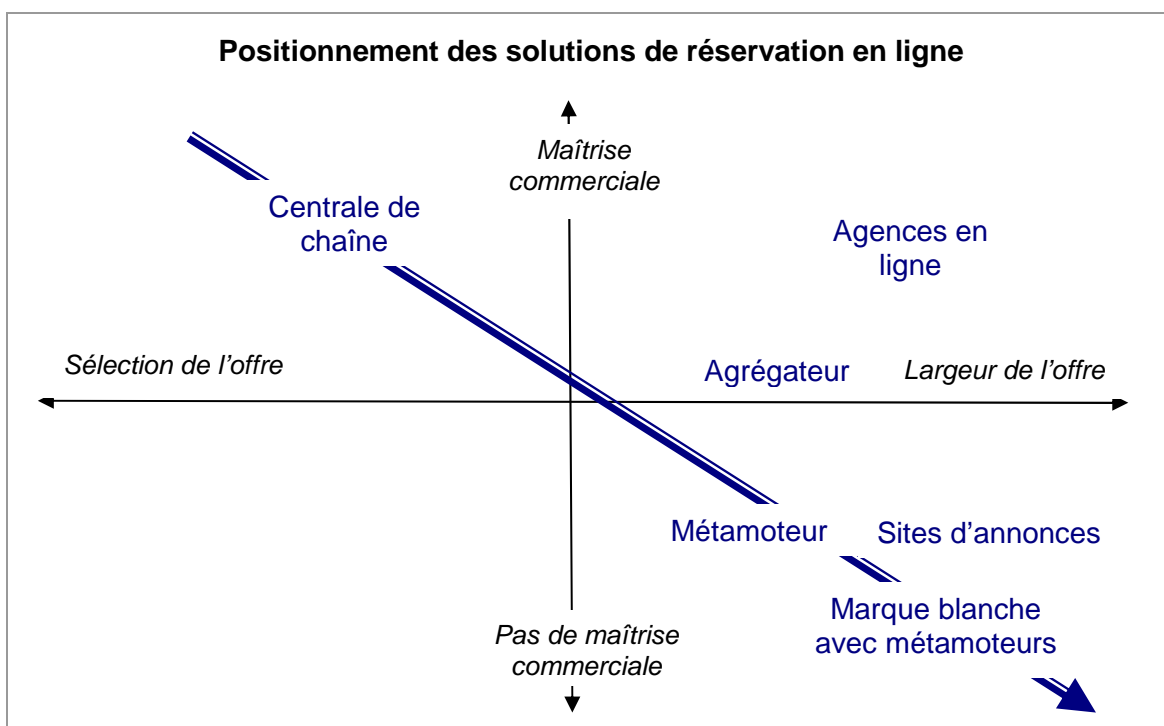 Positionnement des solutions de réservation en ligne
Maîtrise
commerciale
Centrale de
chaîne
Agences en
ligne
Sélection de l’offre
Agrégateur
Largeur de l’offre
Métamoteur
Sites d’annonces
Marque blanche
avec métamoteurs
Pas de maîtrise
commerciale